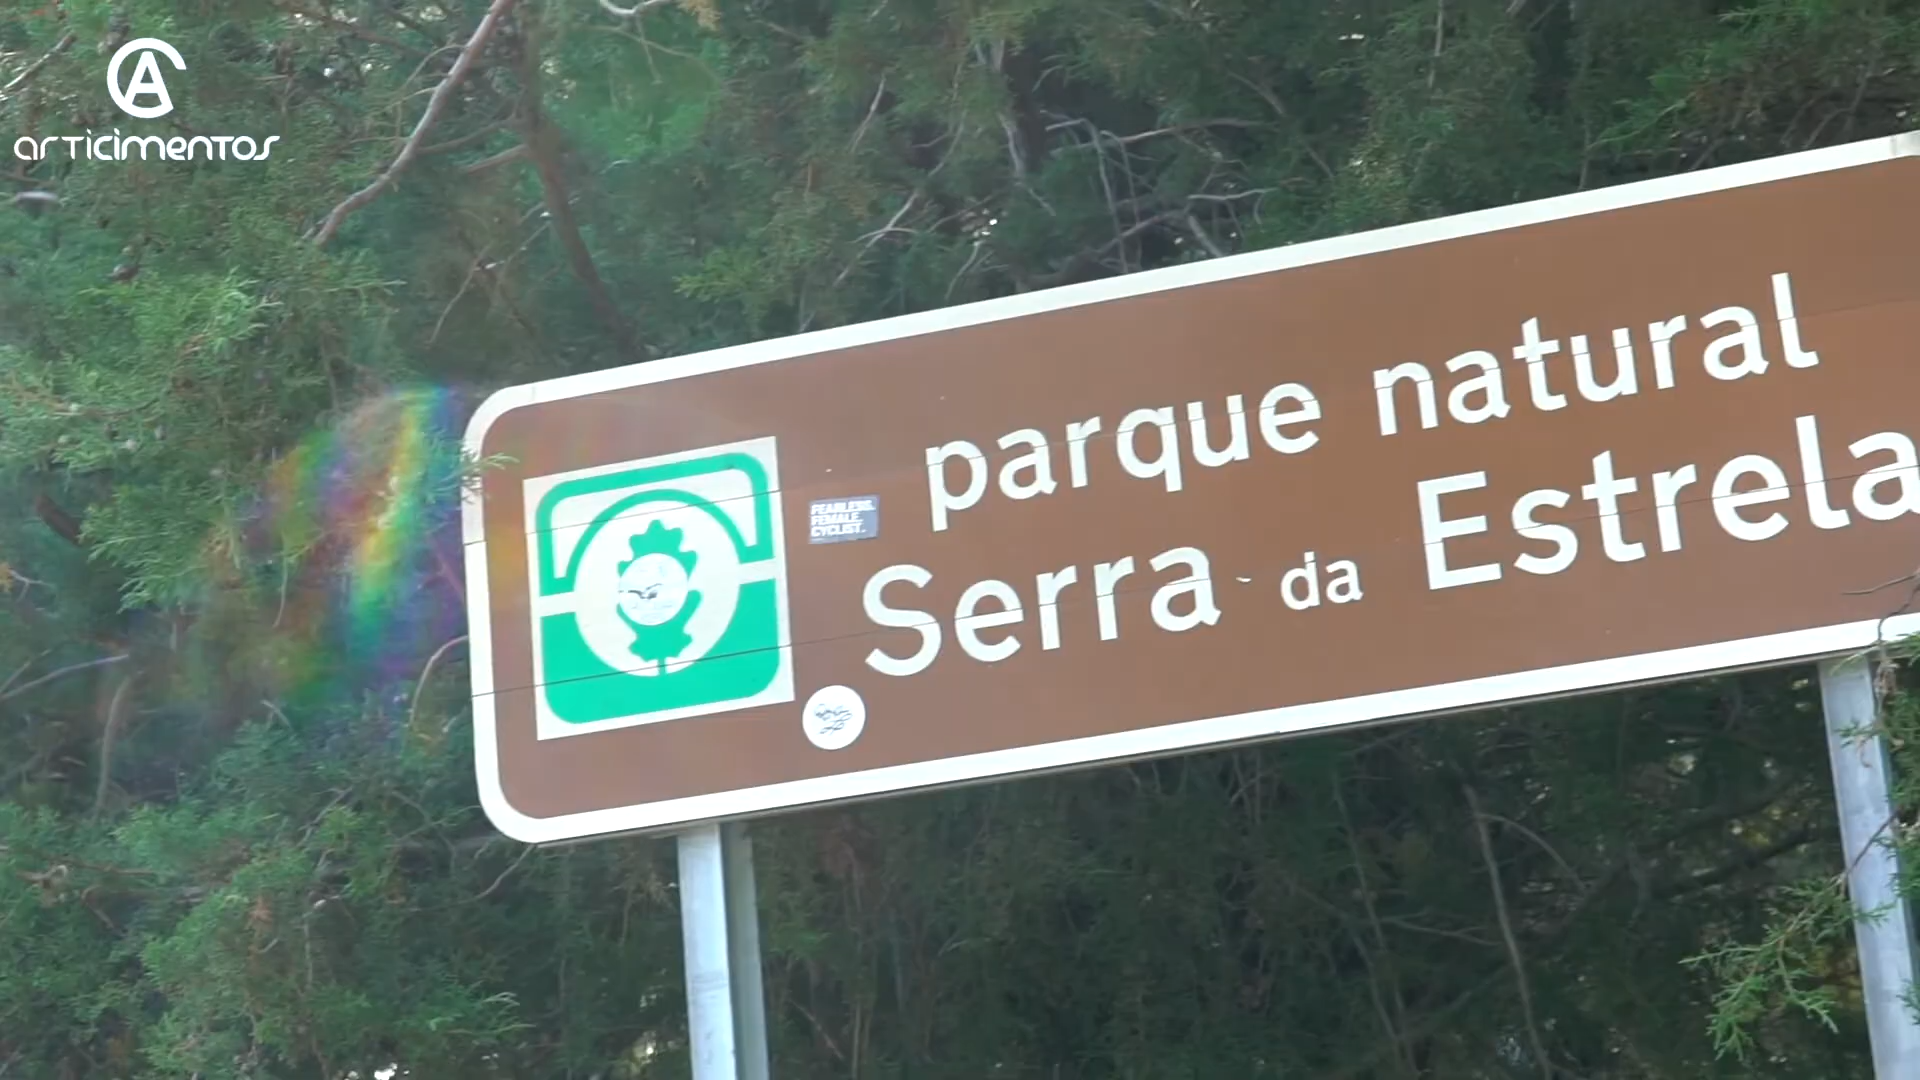 articimentos
parque natural
Serra da Estrela
FEARLESS.
FEMALE
CYCLIST.